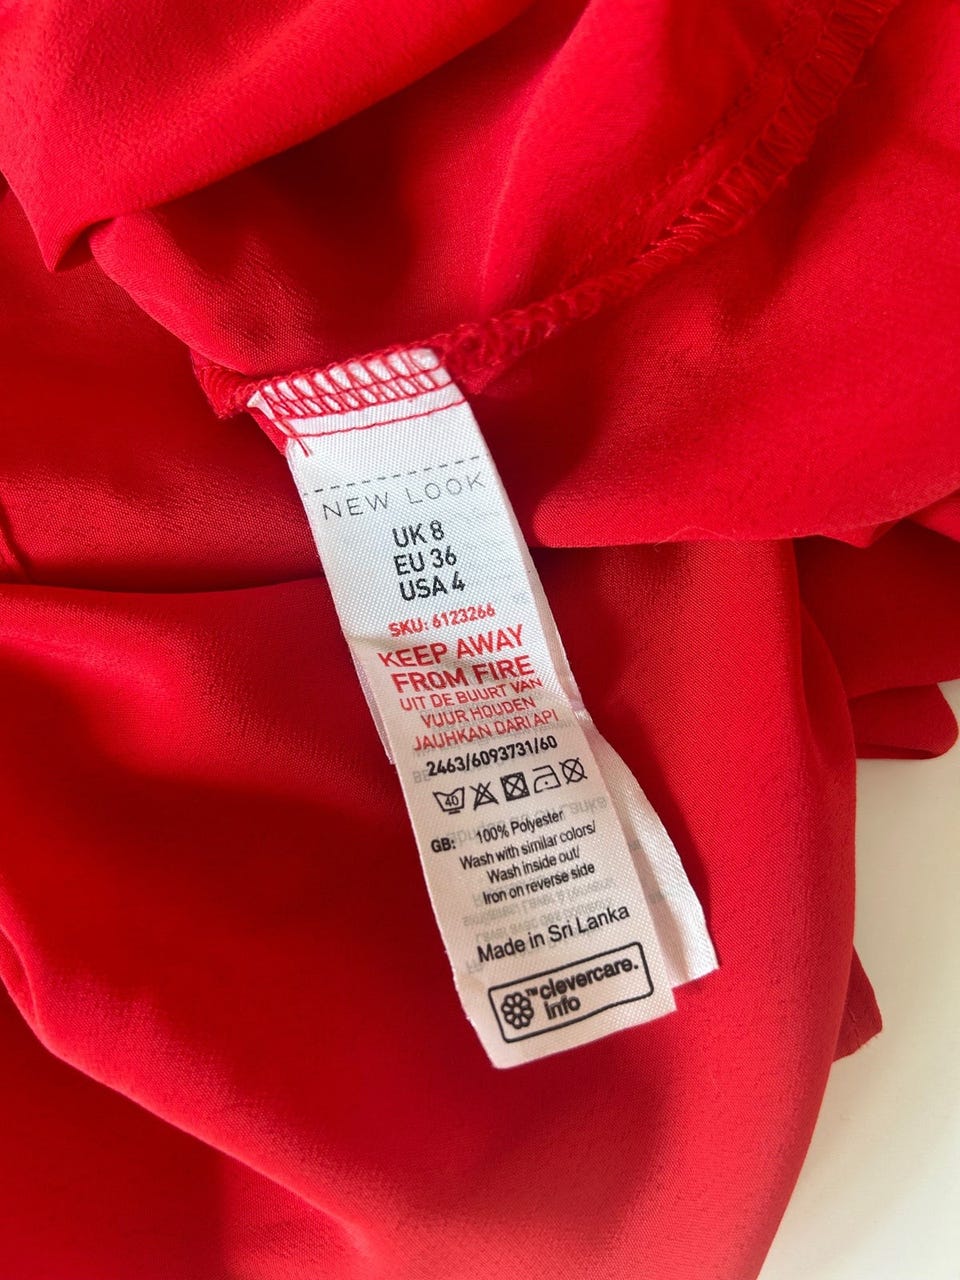 NEW LOOK
UK 8
EU 36
USA 4
SKU: 6123266
KEEP AWAY
FROM FIRE
UIT DE BUURT VAN
VUUR HOUDEN
JAUHKAN DARI API
2463/6093731/60
40
GB: 100% Polyester
Wash with similar colors/
Wash inside out/
Iron on reverse side
Made in Sri Lanka
™clevercare.
info